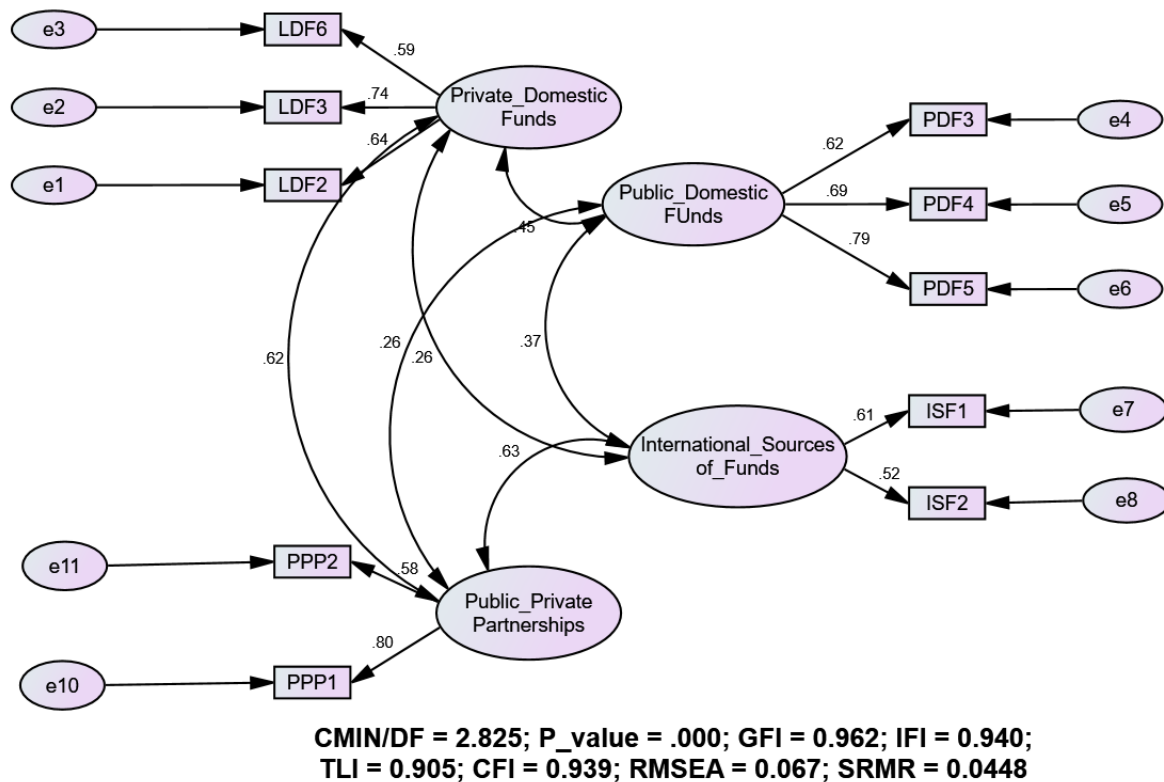 e3
LDF6
.59
e2
LDF3
.74
e1
LDF2
.64
Private_Domestic
Funds
Public_Domestic
FUnds
.62
PDF3
e4
.69
PDF4
e5
.79
PDF5
e6
.45
.62
.26
.26
.37
.63
International_Sources
of_Funds
.61
ISF1
e7
.52
ISF2
e8
e11
PPP2
.58
Public_Private
Partnerships
e10
PPP1
.80
CMIN/DF = 2.825; P_value = .000; GFI = 0.962; IFI = 0.940;
TLI = 0.905; CFI = 0.939; RMSEA = 0.067; SRMR = 0.0448